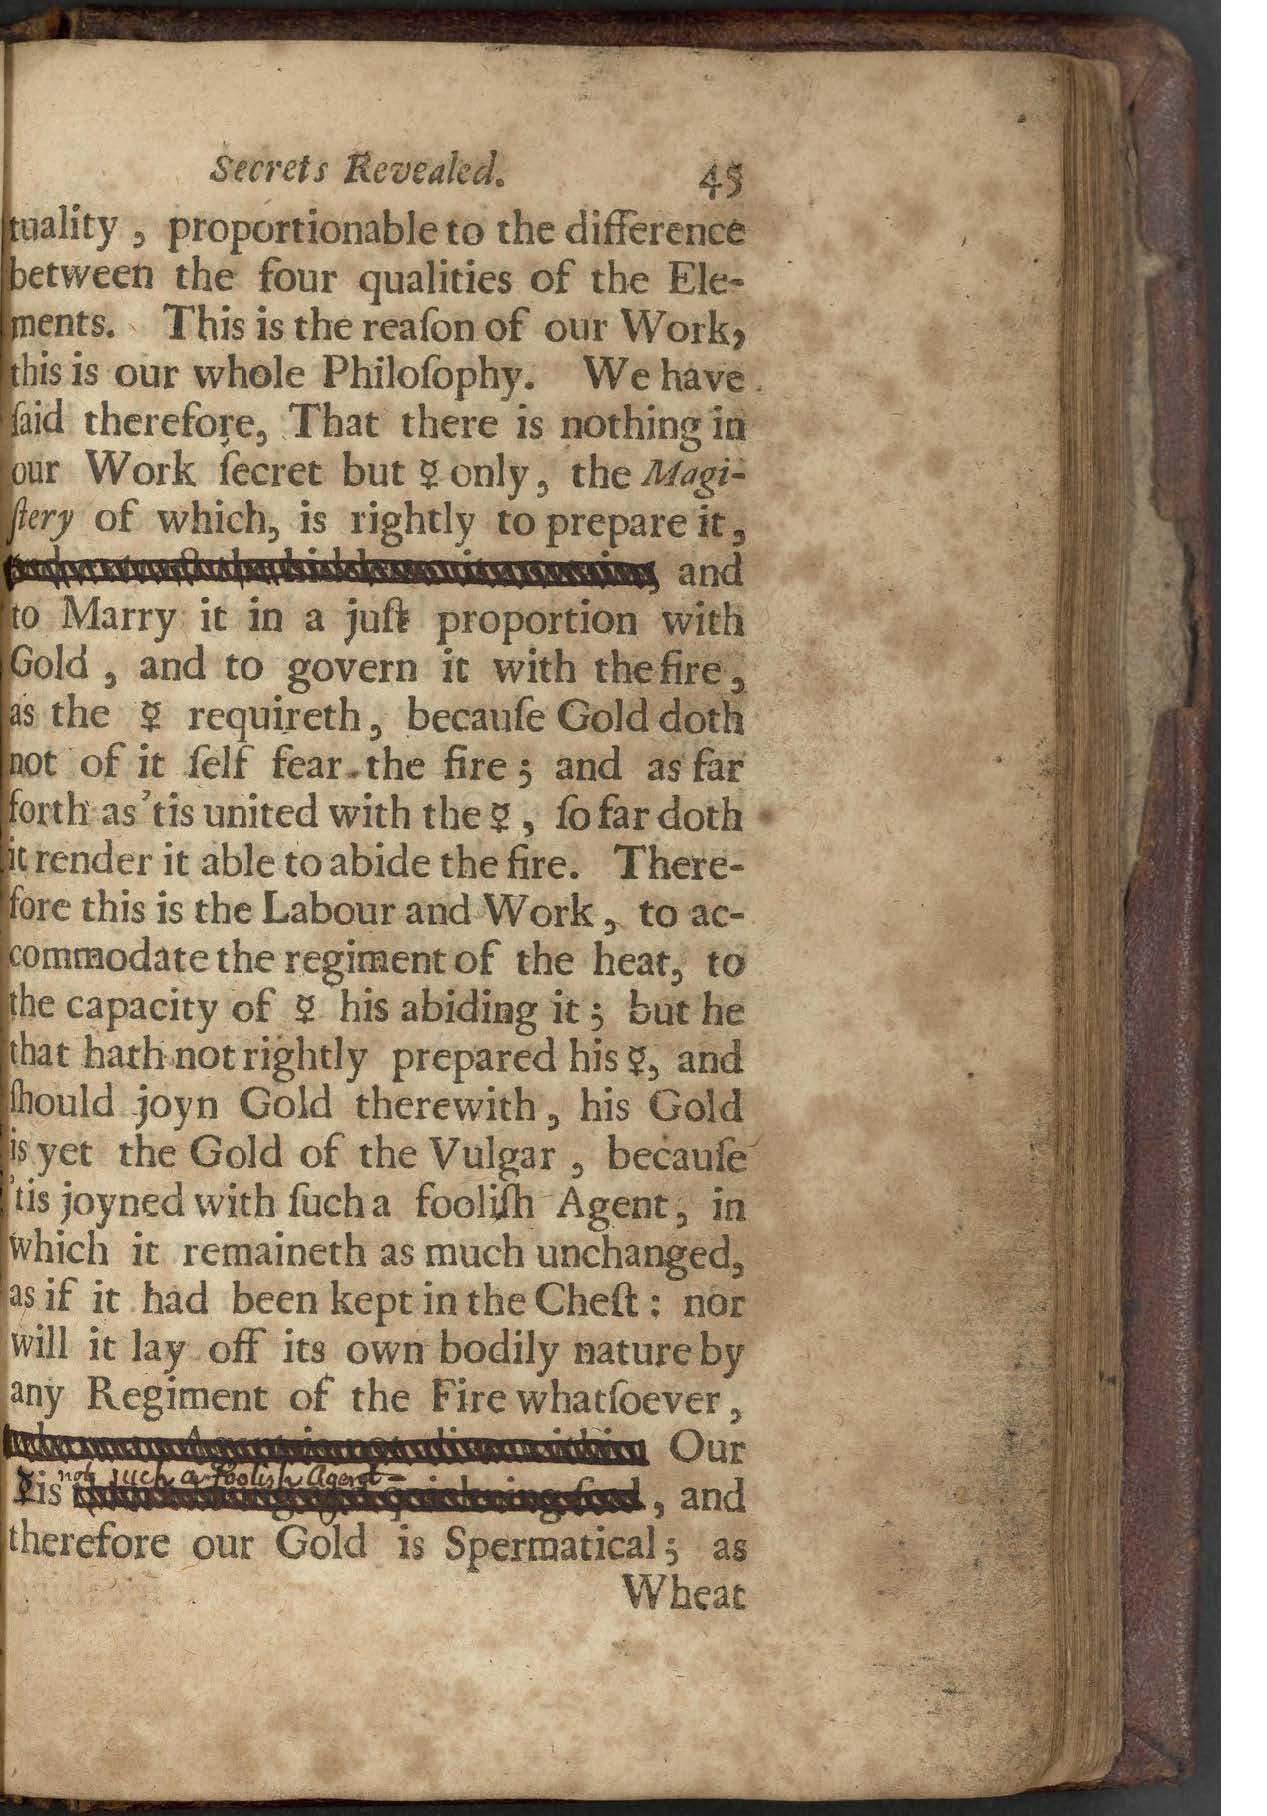 Secrets Revealed. 45
tuality , proportionable to the difference
between the four qualities of the Ele-
ments. This is the reaſon of our Work,
this is our whole Philoſophy. We have
ſaid therefore, That there is nothing in
our Work ſecret but ☿ only , the Magi-
ſtery of which, is rightly to prepare it ,
and
to Marry it in a juſt proportion with
Gold , and to govern it with the fire ,
as the ☿ requireth , becauſe Gold doth
not of it ſelf fear the fire ; and as far
forth as 'tis united with the ☿ , ſo far doth
it render it able to abide the fire. There-
fore this is the Labour and Work , to ac-
commodate the regiment of the heat, to
the capacity of ☿ his abiding it ; but he
that hath not rightly prepared his ☿, and
ſhould joyn Gold therewith , his Gold
is yet the Gold of the Vulgar , becauſe
'tis joyned with ſuch a fooliſh Agent , in
which it remaineth as much unchanged,
as if it had been kept in the Cheſt : nor
will it lay off its own bodily nature by
any Regiment of the Fire whatſoever ,
Our
not such a foolish Agent
☿ is , and
therefore our Gold is Spermatical ; as
Wheat